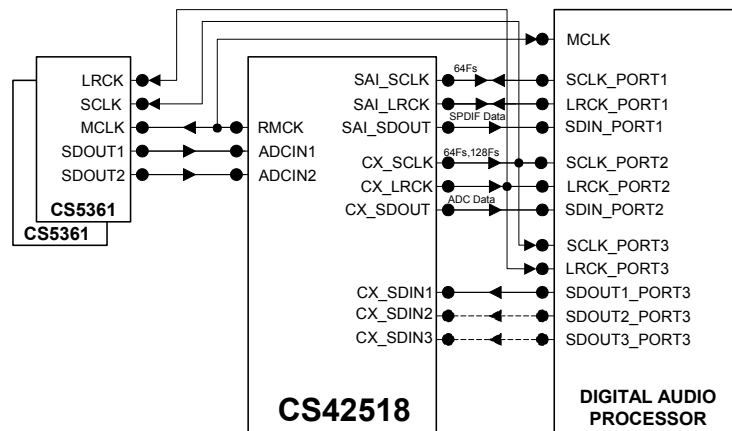 MCLK
LRCK
SCLK
MCLK
SDOUT1
SDOUT2
CS5361
CS5361
RMCK
ADCIN1
ADCIN2
SAI_SCLK
SAI_LRCK
SAI_SDOUT
CX_SCLK
CX_LRCK
CX_SDOUT
CX_SDIN1
CX_SDIN2
CX_SDIN3
CS42518
64Fs
SPDIF Data
64Fs,128Fs
ADC Data
SCLK_PORT1
LRCK_PORT1
SDIN_PORT1
SCLK_PORT2
LRCK_PORT2
SDIN_PORT2
SCLK_PORT3
LRCK_PORT3
SDOUT1_PORT3
SDOUT2_PORT3
SDOUT3_PORT3
DIGITAL AUDIO
PROCESSOR